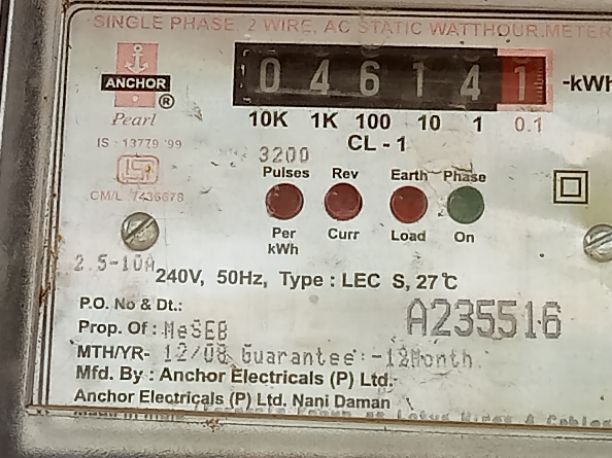 SINGLE PHASE, 2 WIRE, AC STATIC WATTHOUR METER
ANCHOR
®
Pearl
0 4 6 1 4 1 -kWh
10K 1K 100 10 1 0.1
CL - 1
IS : 13779 '99
ISI
CM/L 7436678
3200
Pulses Rev Earth Phase
Per Curr Load On
kWh
2.5-10A
240V, 50Hz, Type : LEC S, 27°C
P.O. No & Dt.:
A235516
Prop. Of : MeSEB
MTH/YR- 12/08 Guarantee:-12Month
Mfd. By : Anchor Electricals (P) Ltd.
Anchor Electricals (P) Ltd. Nani Daman